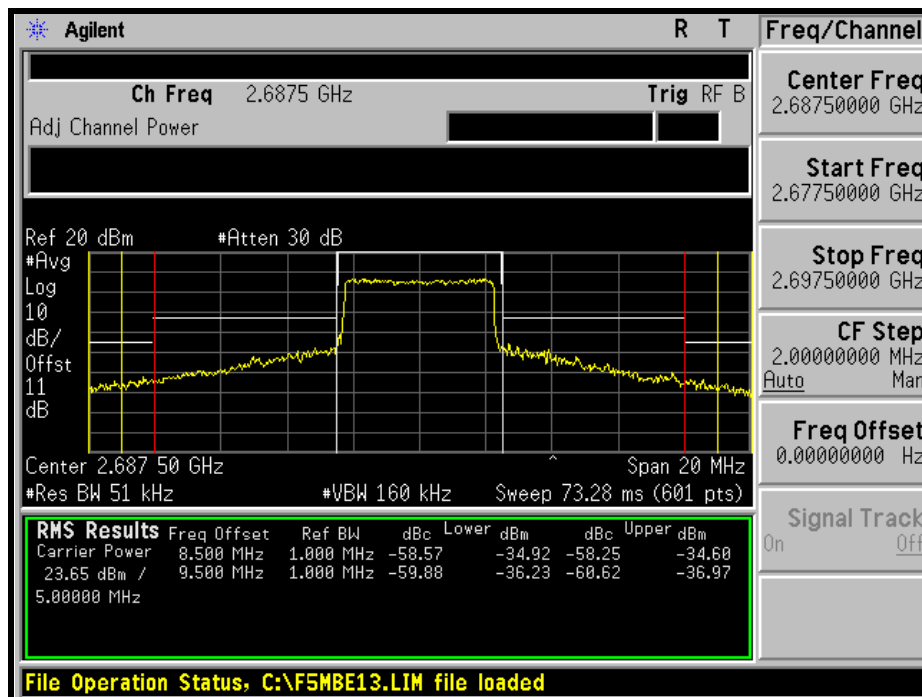 Agilent R T
Freq/Channel
Ch Freq 2.6875 GHz Trig RF B
Adj Channel Power
Center Freq
2.68750000 GHz
Start Freq
2.67750000 GHz
Stop Freq
2.69750000 GHz
CF Step
2.00000000 MHz
Auto Man
Freq Offset
0.00000000 Hz
Signal Track
On Off
Ref 20 dBm #Atten 30 dB
#Avg
Log
10
dB/
Offst
11
dB
Center 2.687 50 GHz Span 20 MHz
#Res BW 51 kHz #VBW 160 kHz Sweep 73.28 ms (601 pts)
RMS Results Freq Offset Ref BW dBc Lower dBm dBc Upper dBm
Carrier Power 8.500 MHz 1.000 MHz -58.57 -34.92 -58.25 -34.60
23.65 dBm / 9.500 MHz 1.000 MHz -59.88 -36.23 -60.62 -36.97
5.00000 MHz
File Operation Status, C:\F5MBE13.LIM file loaded